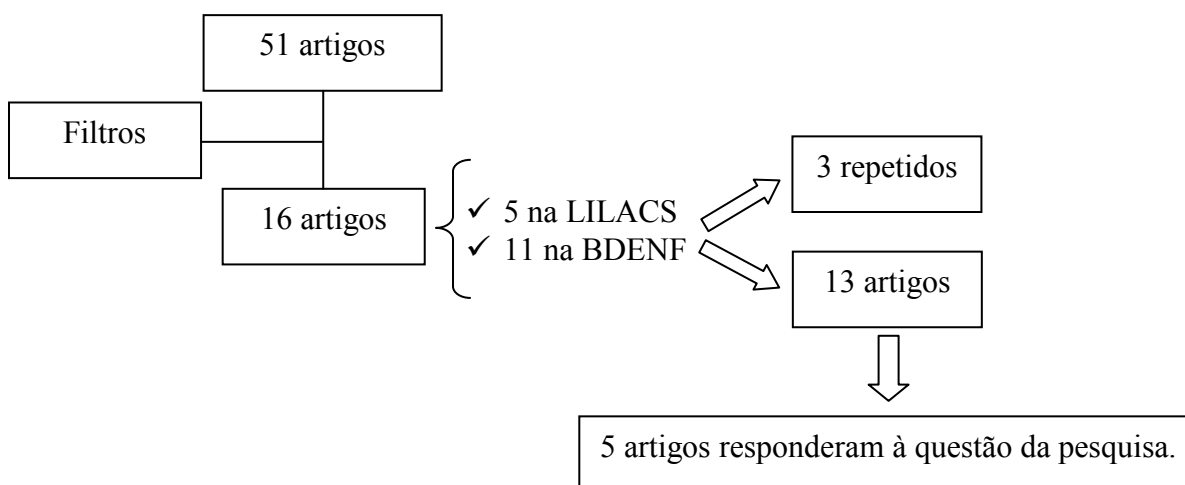 51 artigos
Filtros
16 artigos
✓ 5 na LILACS
✓ 11 na BDENF
3 repetidos
13 artigos
5 artigos responderam à questão da pesquisa.